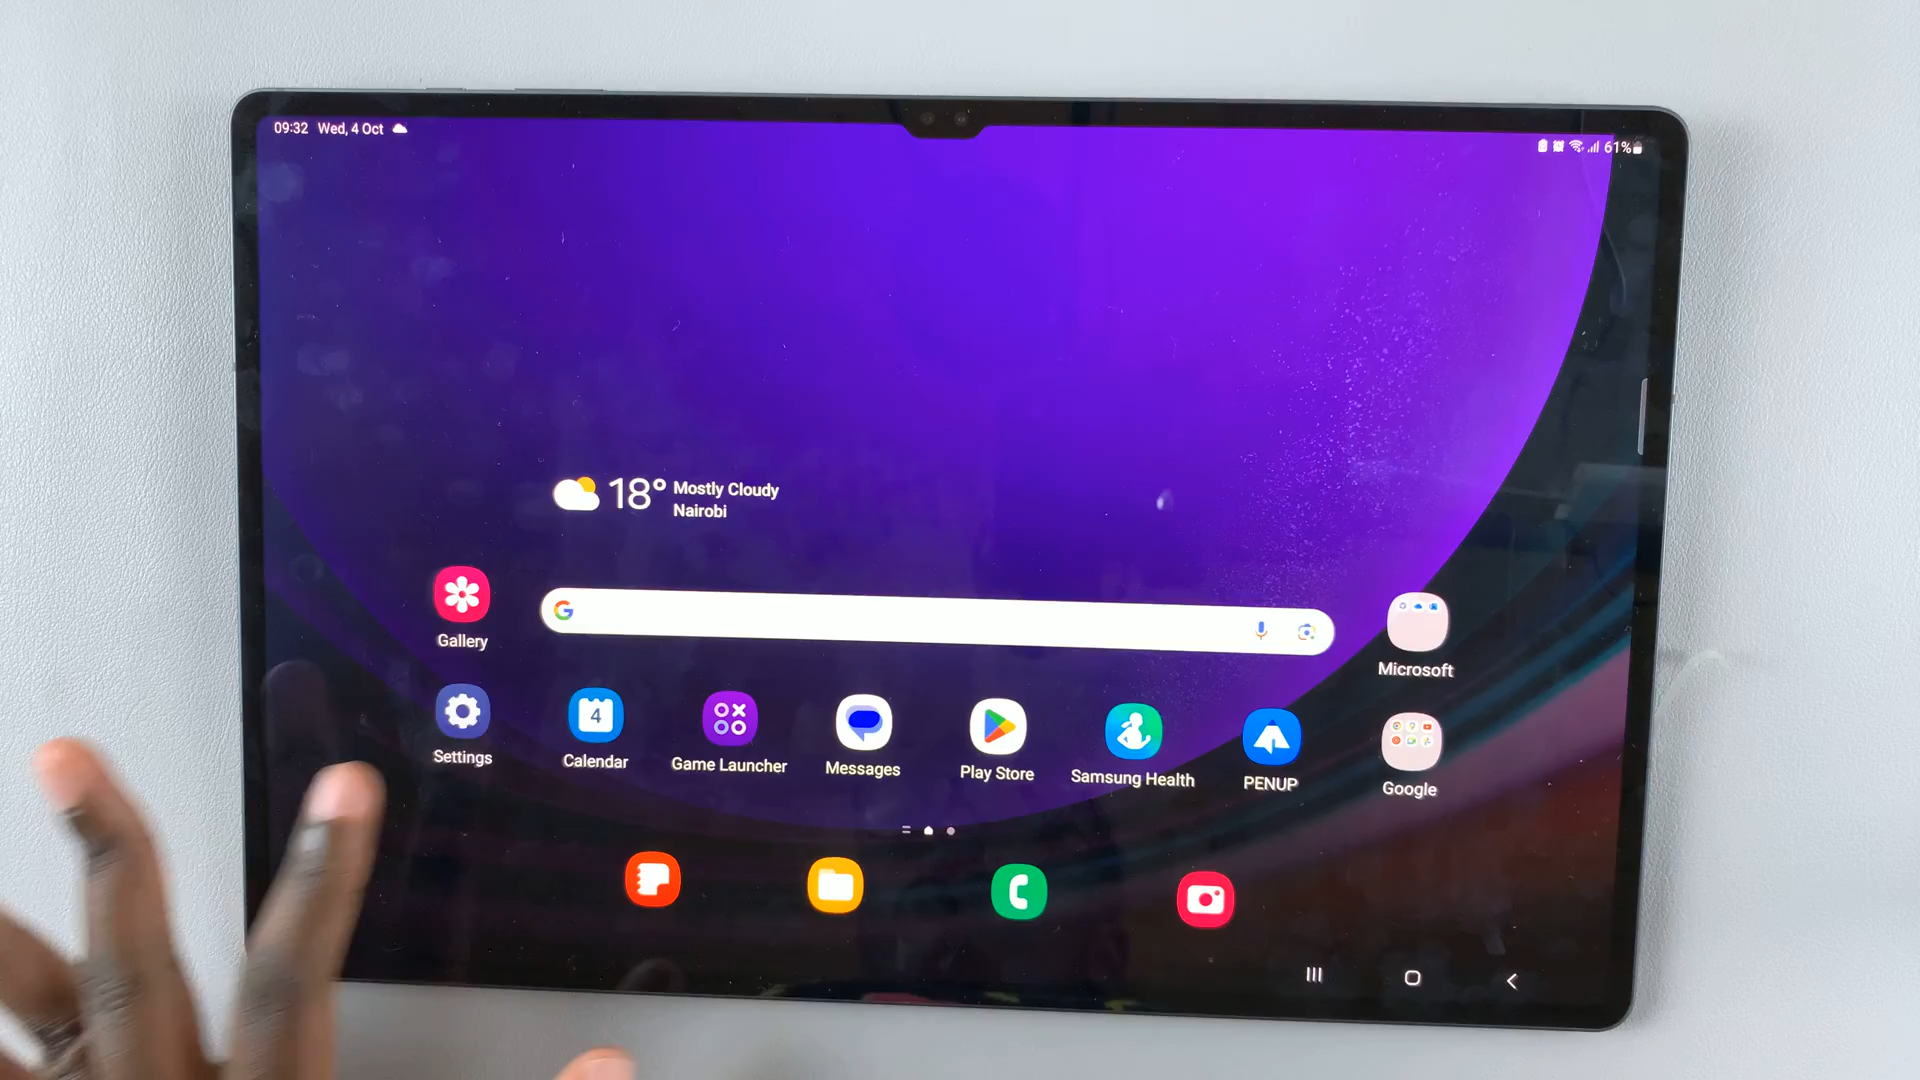 09:32 Wed, 4 Oct
61%
18° Mostly Cloudy
Nairobi
G
Gallery
Microsoft
4
Settings
Calendar
Game Launcher
Messages
Play Store
Samsung Health
PENUP
Google